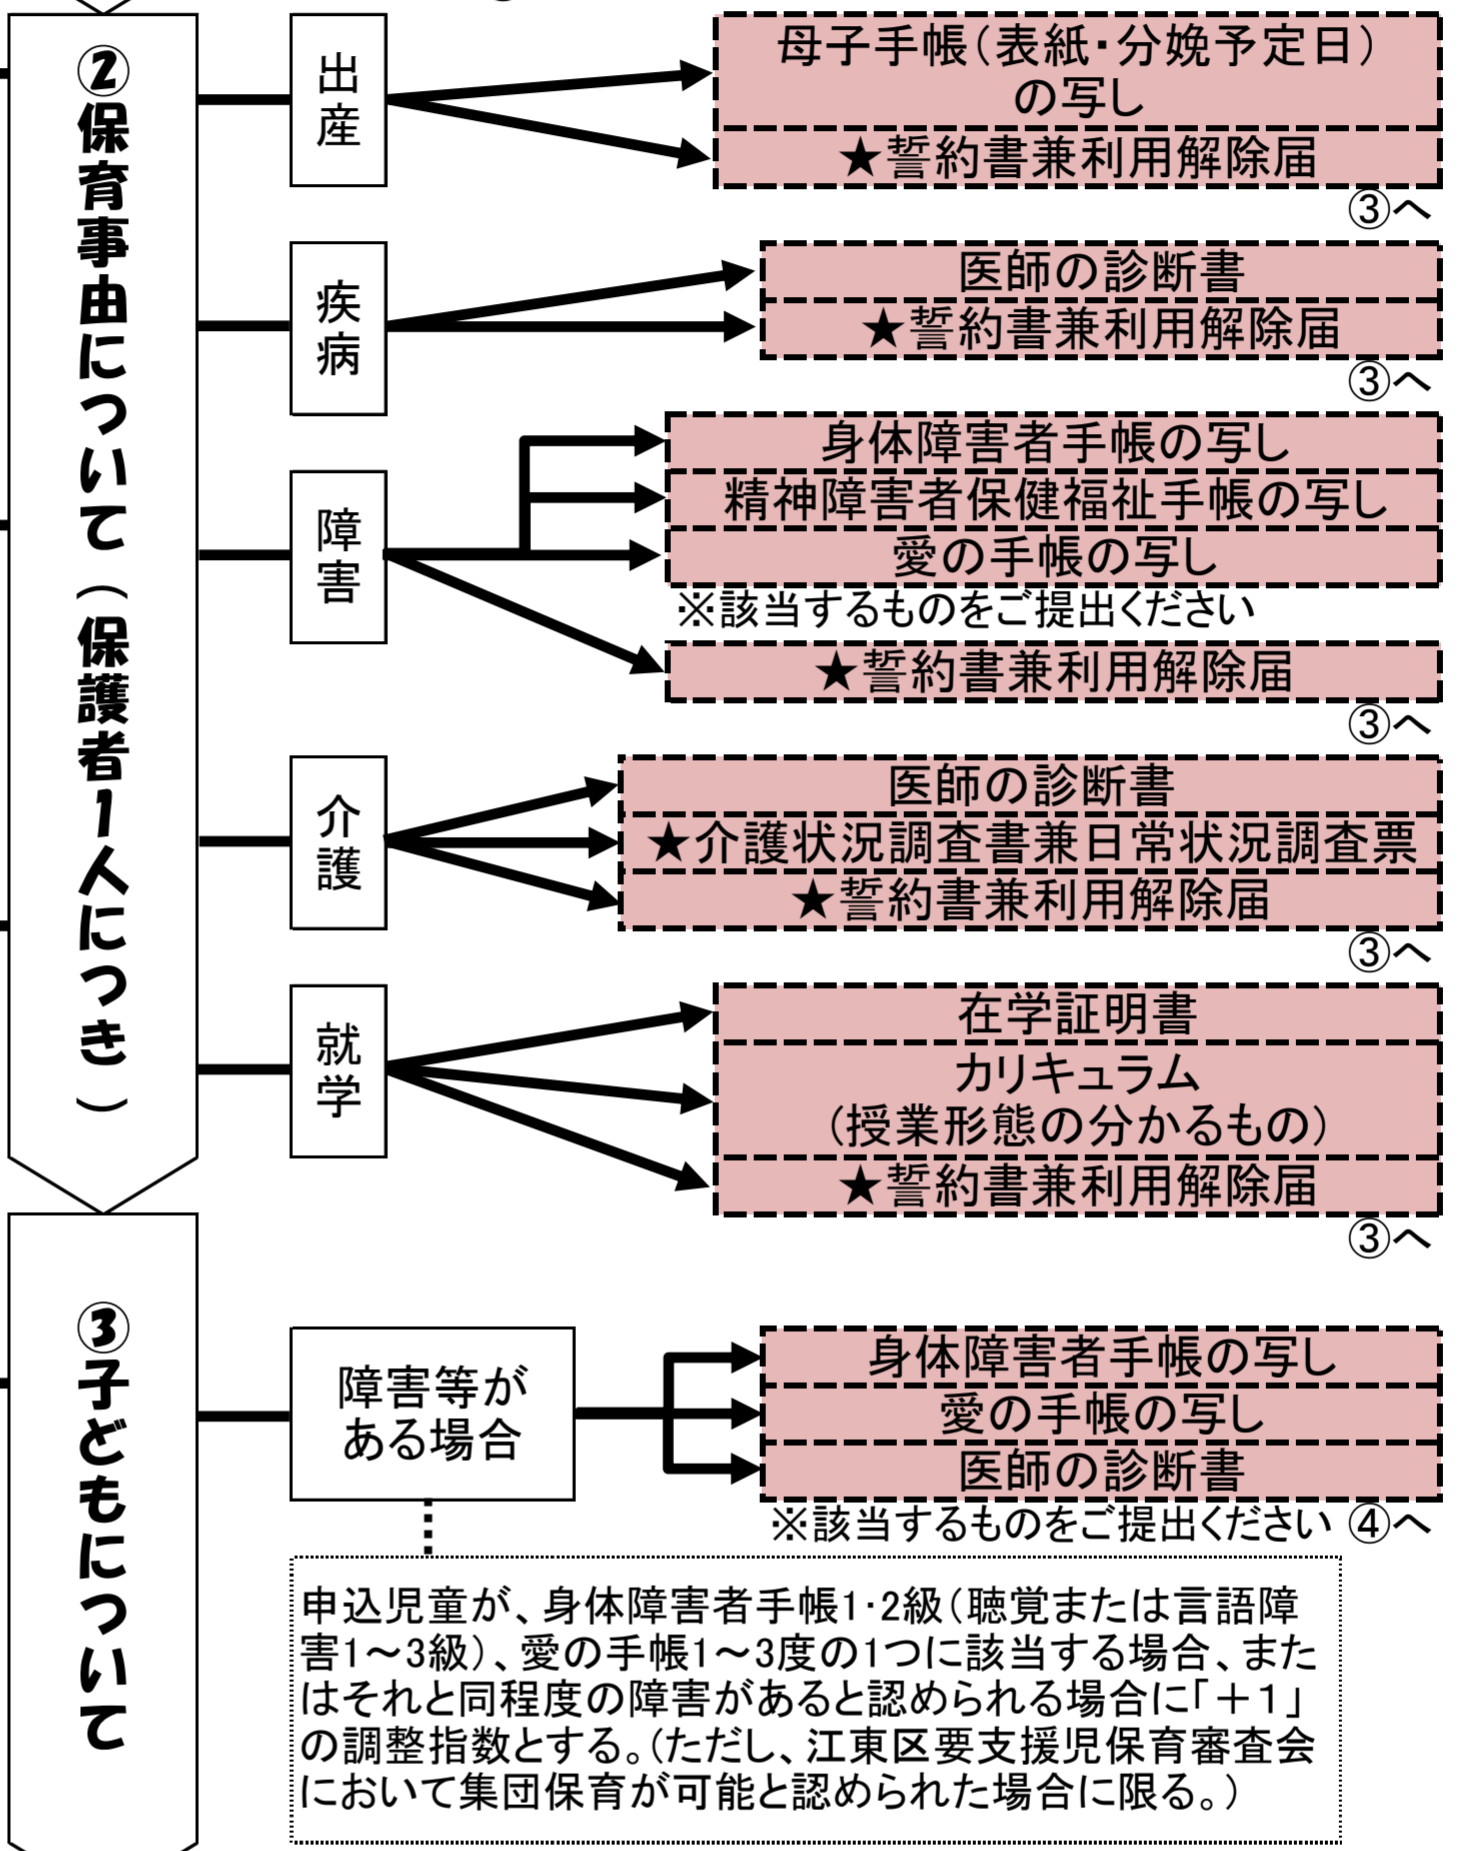 ②保育事由について(保護者1人につき)
出産
母子手帳(表紙・分娩予定日)
の写し
★誓約書兼利用解除届
③へ
疾病
医師の診断書
★誓約書兼利用解除届
③へ
障害
身体障害者手帳の写し
精神障害者保健福祉手帳の写し
愛の手帳の写し
※該当するものをご提出ください
★誓約書兼利用解除届
③へ
介護
医師の診断書
★介護状況調査書兼日常状況調査票
★誓約書兼利用解除届
③へ
就学
在学証明書
カリキュラム
(授業形態の分かるもの)
★誓約書兼利用解除届
③へ
③子どもについて
障害等が
ある場合
身体障害者手帳の写し
愛の手帳の写し
医師の診断書
※該当するものをご提出ください ④へ
申込児童が、身体障害者手帳1・2級(聴覚または言語障
害1～3級)、愛の手帳1～3度の1つに該当する場合、また
はそれと同程度の障害があると認められる場合に「＋1」
の調整指数とする。(ただし、江東区要支援児保育審査会
において集団保育が可能と認められた場合に限る。)